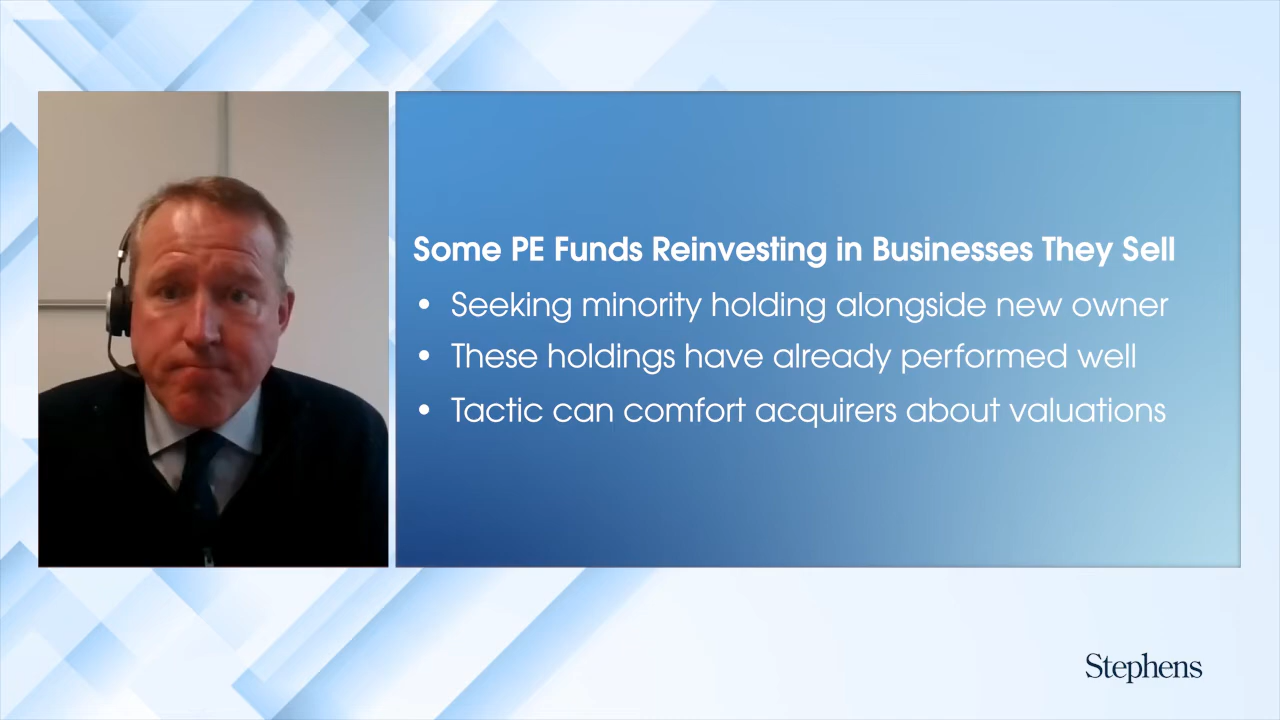 Some PE Funds Reinvesting in Businesses They Sell
• Seeking minority holding alongside new owner
• These holdings have already performed well
• Tactic can comfort acquirers about valuations
Stephens